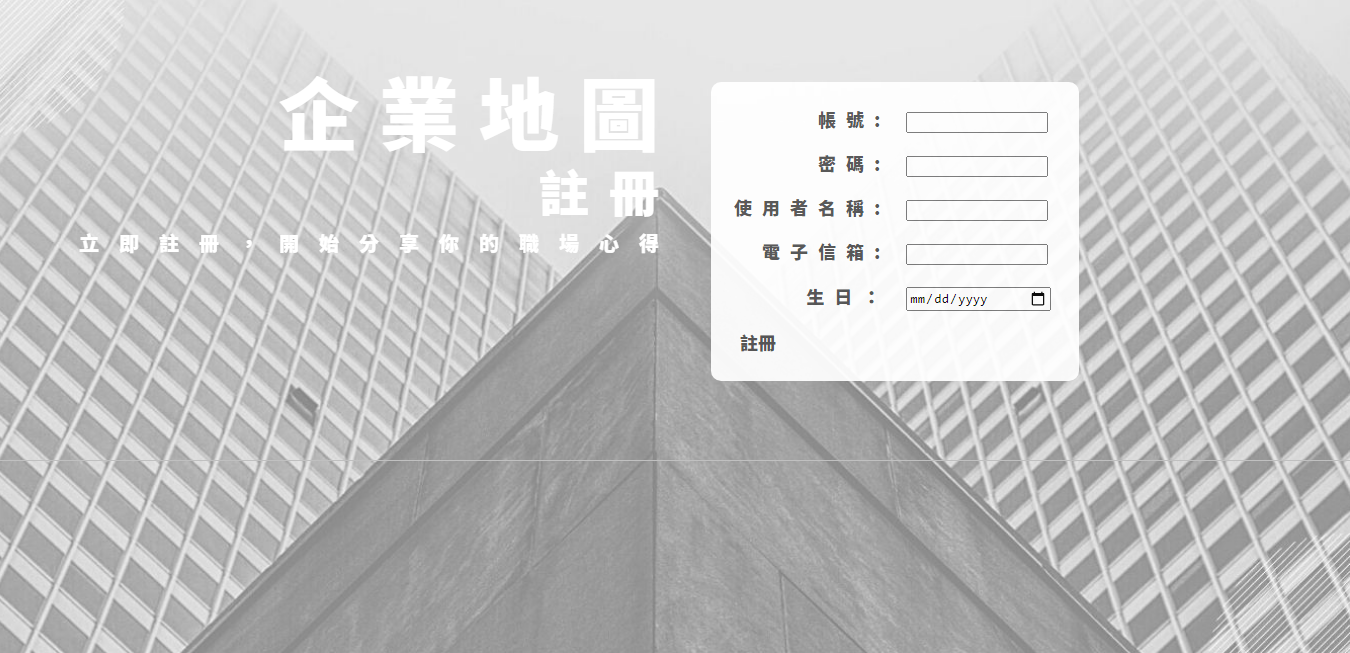 企業地圖
註冊
立即註冊，開始分享你的職場心得
帳號：
密碼：
使用者名稱：
電子信箱：
生日：mm/dd/yyyy
註冊